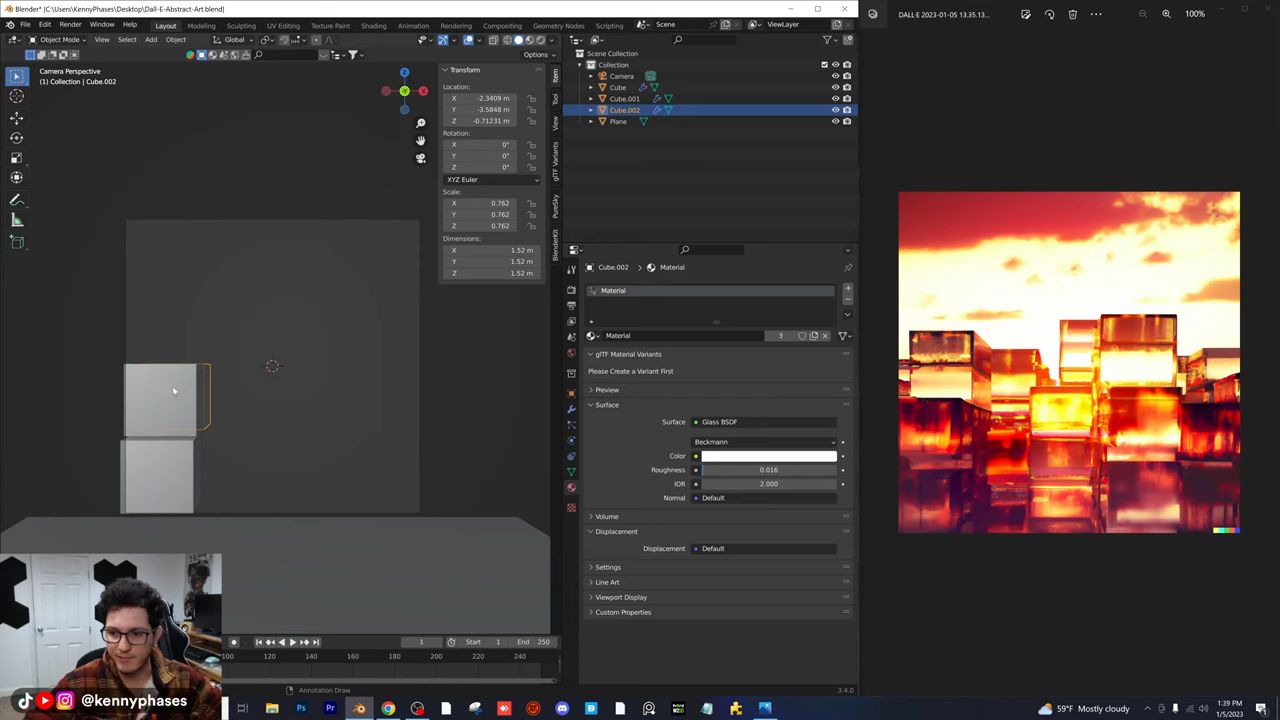 Blender* [C:\Users\KennyPhases\Desktop\Dall-E-Abstract-Art.blend]
DALL E 2023-01-05 13.35.13...
100%
File Edit Render Window Help
Layout Modeling Sculpting UV Editing Texture Paint Shading Animation Rendering Compositing Geometry Nodes Scripting
Scene
ViewLayer
Object Mode
View Select Add Object
Global
Options
Camera Perspective
(1) Collection | Cube.002
Z
X
Y
Transform
Location:
X -2.3409 m
Y -3.5848 m
Z -0.71231 m
Rotation:
X 0°
Y 0°
Z 0°
XYZ Euler
Scale:
X 0.762
Y 0.762
Z 0.762
Dimensions:
X 1.52 m
Y 1.52 m
Z 1.52 m
Item
Tool
View
glTF Variants
PureSky
BlenderKit
Scene Collection
Collection
Camera
Cube
Cube.001
Cube.002
Plane
Cube.002 > Material
Material
Material 3
glTF Material Variants
Please Create a Variant First
Preview
Surface
Surface Glass BSDF
Beckmann
Color
Roughness 0.016
IOR 2.000
Normal Default
Volume
Displacement
Displacement Default
Settings
Line Art
Viewport Display
Custom Properties
1 Start 1 End 250
100 120 140 160 180 200 220 240
Annotation Draw
3.4.0
@kennyphases
59°F Mostly cloudy
1:39 PM
1/5/2023